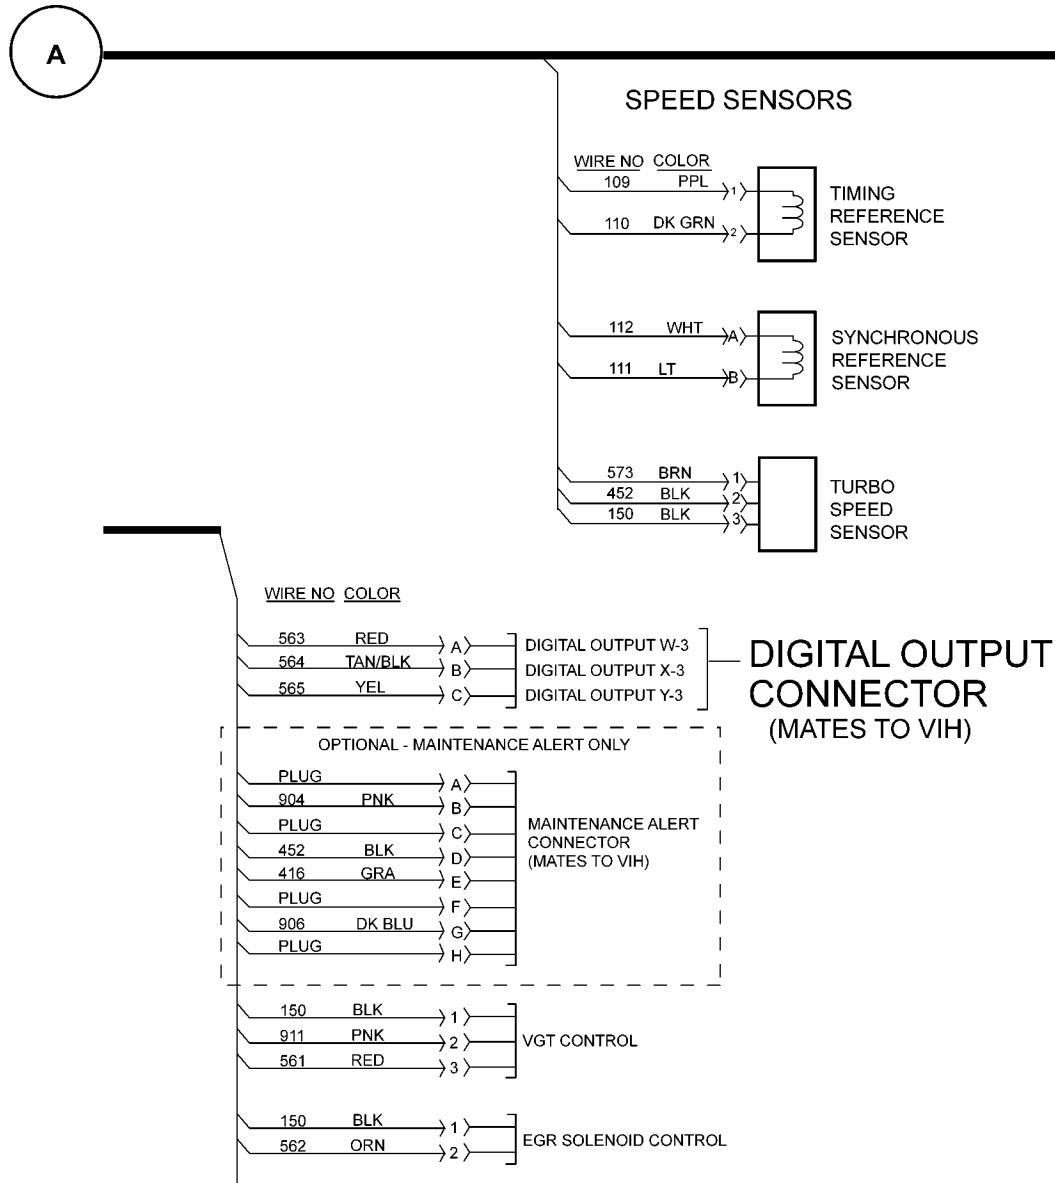 A
SPEED SENSORS
WIRE NO COLOR
109 PPL 1
110 DK GRN 2
TIMING
REFERENCE
SENSOR
112 WHT A
111 LT B
SYNCHRONOUS
REFERENCE
SENSOR
573 BRN 1
452 BLK 2
150 BLK 3
TURBO
SPEED
SENSOR
WIRE NO COLOR
563 RED A DIGITAL OUTPUT W-3
564 TAN/BLK B DIGITAL OUTPUT X-3
565 YEL C DIGITAL OUTPUT Y-3
DIGITAL OUTPUT
CONNECTOR
(MATES TO VIH)
OPTIONAL - MAINTENANCE ALERT ONLY
PLUG A
904 PNK B
PLUG C
452 BLK D
416 GRA E
PLUG F
906 DK BLU G
PLUG H
MAINTENANCE ALERT
CONNECTOR
(MATES TO VIH)
150 BLK 1
911 PNK 2
561 RED 3
VGT CONTROL
150 BLK 1
562 ORN 2
EGR SOLENOID CONTROL